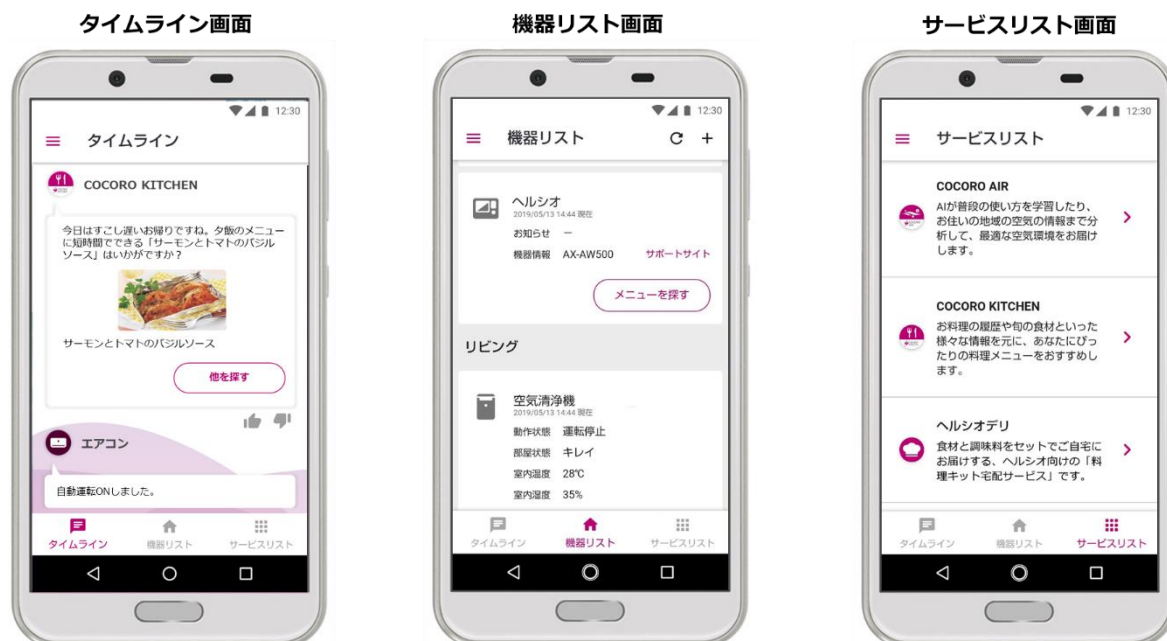 タイムライン画面
12:30
タイムライン
COCORO KITCHEN
今日はすこし遅いお帰りですね。夕飯のメニュー
に短時間でできる「サーモンとトマトのバジル
ソース」はいかがですか？
サーモンとトマトのバジルソース
他を探す
エアコン
自動運転ONしました。
タイムライン
機器リスト
サービスリスト
機器リスト画面
12:30
機器リスト
ヘルシオ
2019/05/13 14:44 現在
お知らせ ー
機器情報 AX-AW500 サポートサイト
メニューを探す
リビング
空気清浄機
2019/05/13 14:44 現在
動作状態 運転停止
部屋状態 キレイ
室内温度 28℃
室内湿度 35%
タイムライン
機器リスト
サービスリスト
サービスリスト画面
12:30
サービスリスト
COCORO AIR
AIが普段の使い方を学習したり、
お住いの地域の空気の情報まで分
析して、最適な空気環境をお届け
します。
COCORO KITCHEN
お料理の履歴や旬の食材といった
様々な情報を元に、あなたにぴっ
たりの料理メニューをおすすめし
ます。
ヘルシオデリ
食材と調味料をセットでご自宅に
お届けする、ヘルシオ向けの「料
理キット宅配サービス」です。
タイムライン
機器リスト
サービスリスト